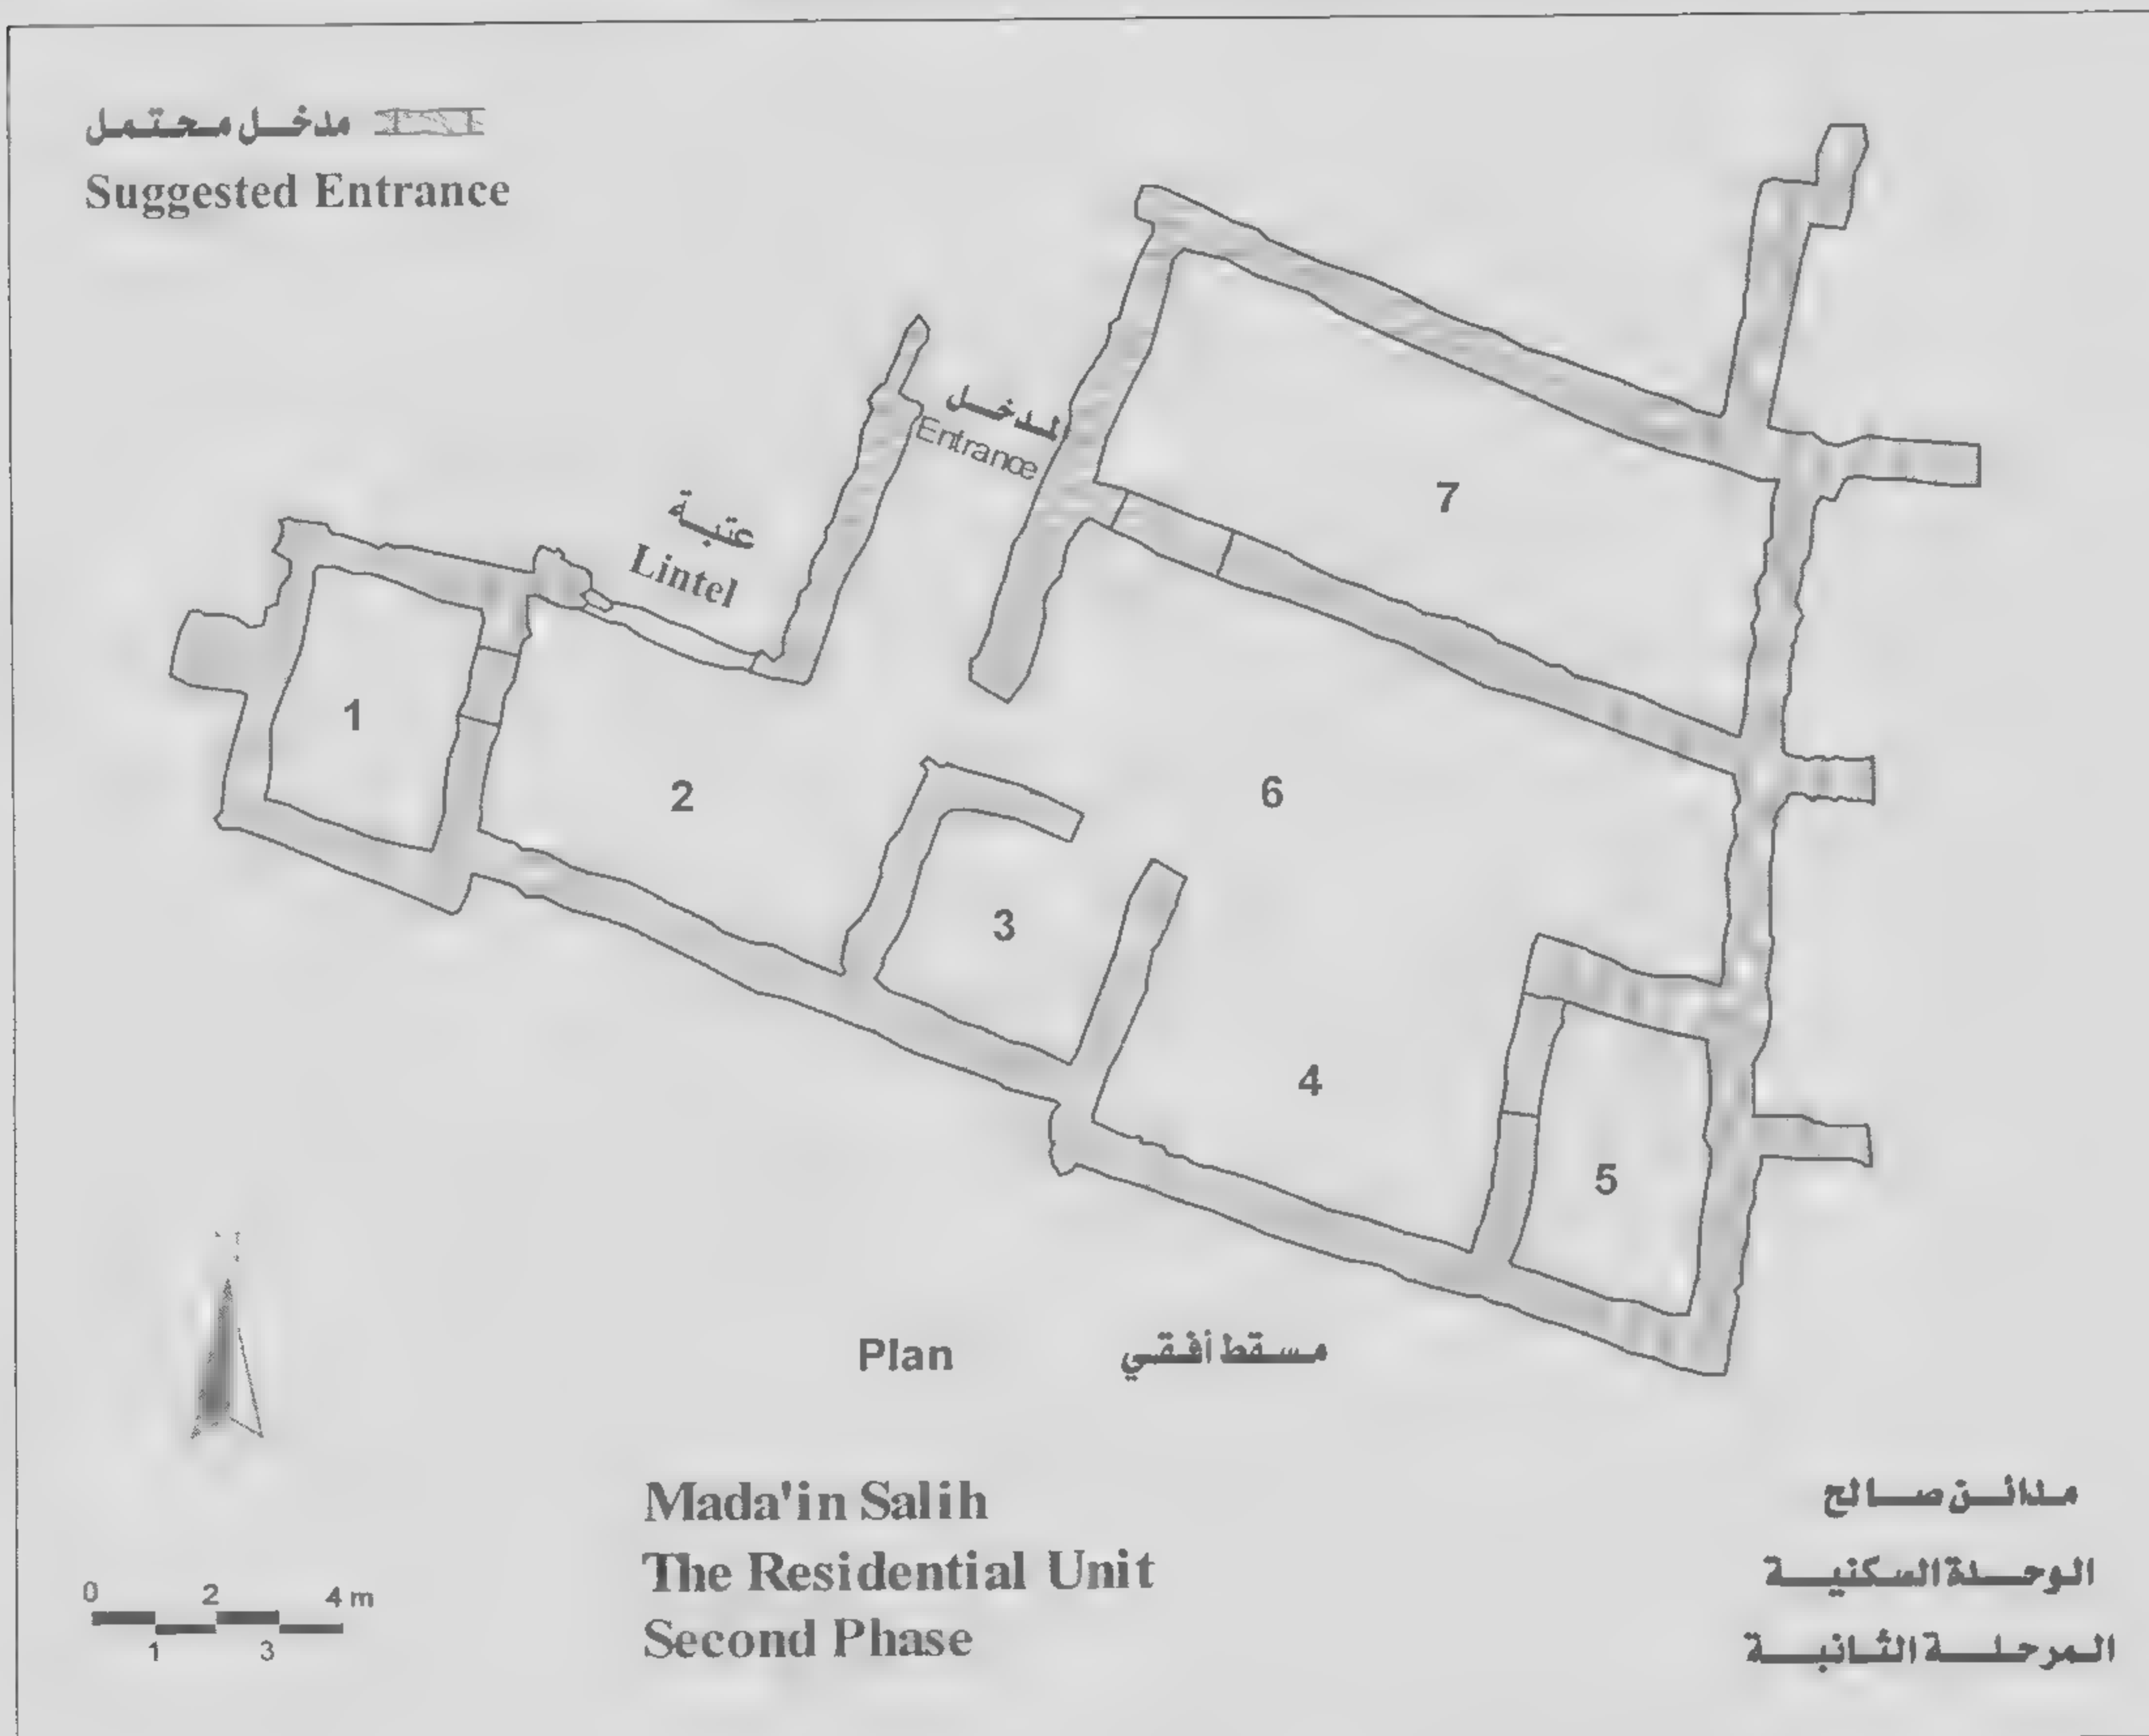 مدخل محتمل
Suggested Entrance
المدخل
Entrance
عتبة
Lintel
7
1
2
6
3
4
5
Plan
مسقط أفقي
N
Mada'in Salih
The Residential Unit
Second Phase
مدائن صالح
الوحدة السكنية
المرحلة الثانية
0 2 4 m
1 3